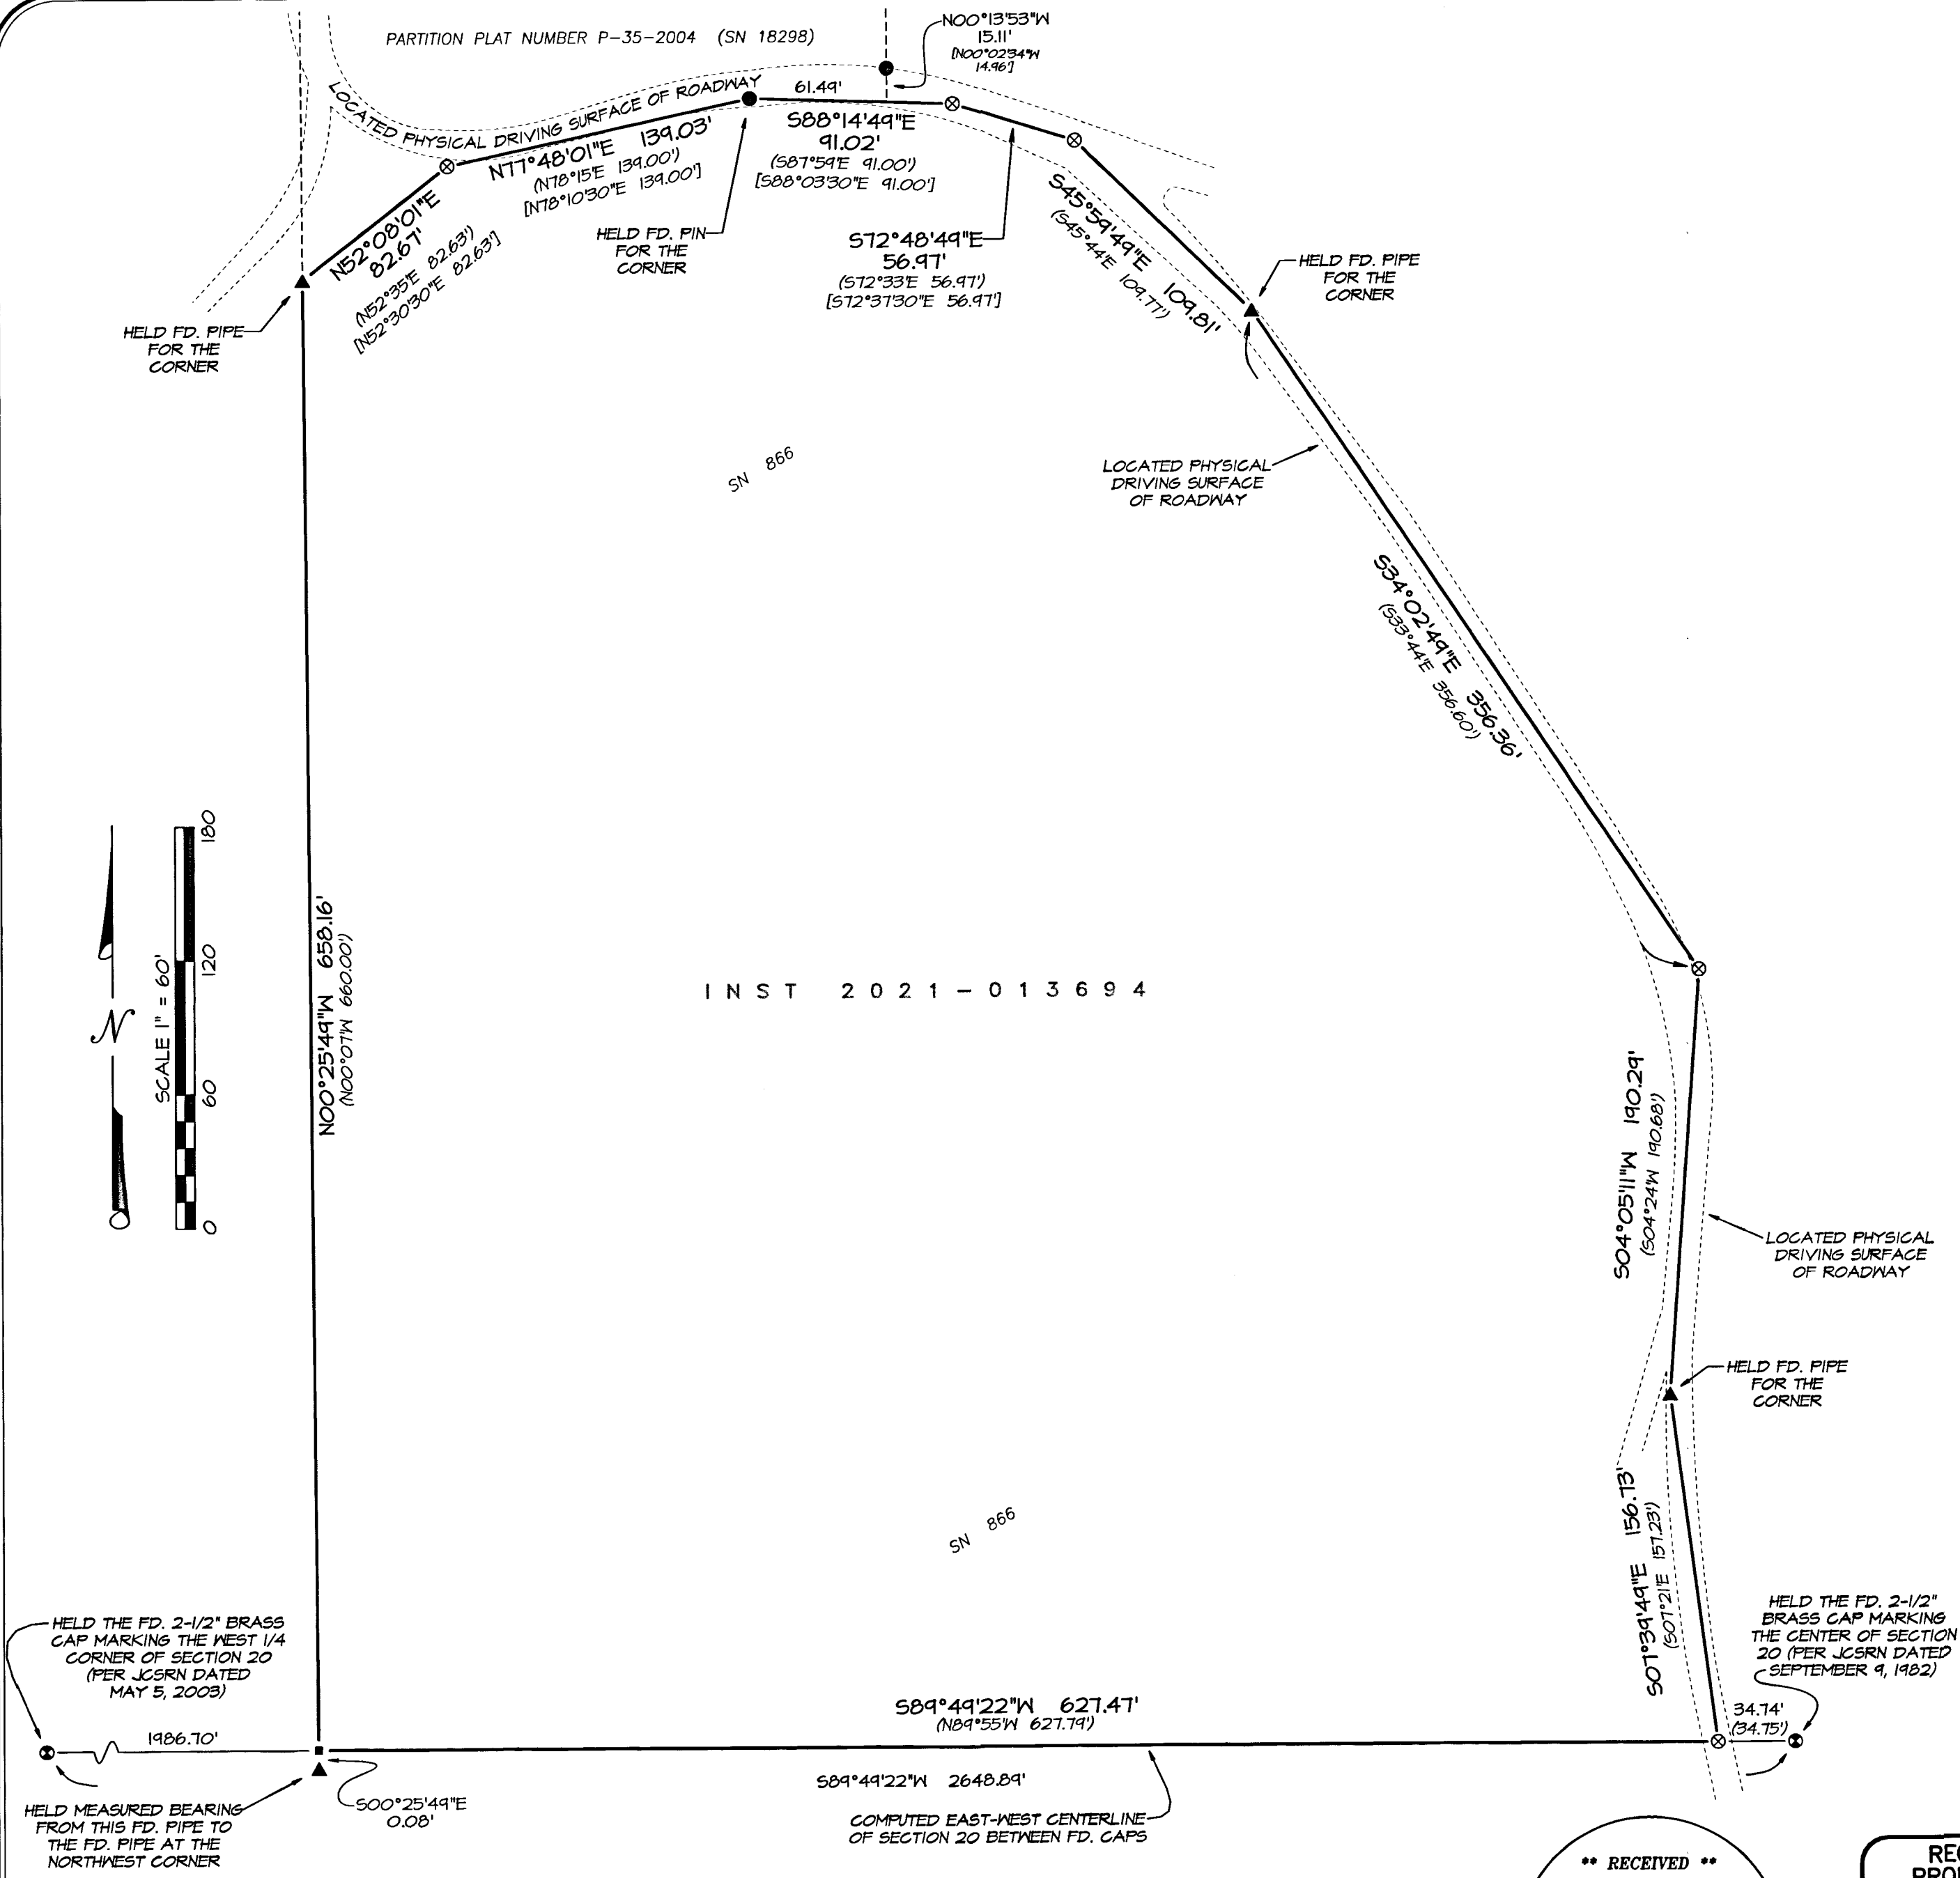 PARTITION PLAT NUMBER P-35-2004 (SN 18298)
N00°13'53"W
15.11'
[N00°02'34"W
14.96']
LOCATED PHYSICAL DRIVING SURFACE OF ROADWAY
61.49'
N77°48'01"E 139.03'
(N78°15'E 139.00')
[N78°10'30"E 139.00']
S88°14'49"E
91.02'
(S87°59'E 91.00')
[S88°03'30"E 91.00']
N52°08'01"E
82.67'
(N52°35'E 82.63')
[N52°30'30"E 82.63']
HELD FD. PIN
FOR THE
CORNER
S72°48'49"E
56.97'
(S72°33'E 56.97')
[S72°37'30"E 56.97']
S45°59'49"E 109.81'
(S45°44'E 109.77')
HELD FD. PIPE
FOR THE
CORNER
HELD FD. PIPE
FOR THE
CORNER
SN 866
LOCATED PHYSICAL
DRIVING SURFACE
OF ROADWAY
S34°02'49"E 356.36'
(S33°44'E 356.60')
N
SCALE 1" = 60'
0 60 120 180
N00°25'49"W 658.16'
(N00°07'W 660.00')
INST 2021-013694
S04°05'11"W 190.29'
(S04°24'W 190.68')
LOCATED PHYSICAL
DRIVING SURFACE
OF ROADWAY
HELD FD. PIPE
FOR THE
CORNER
S07°39'49"E 156.73'
(S07°21'E 157.23')
SN 866
HELD THE FD. 2-1/2" BRASS
CAP MARKING THE WEST 1/4
CORNER OF SECTION 20
(PER JCSRN DATED
MAY 5, 2003)
HELD THE FD. 2-1/2"
BRASS CAP MARKING
THE CENTER OF SECTION
20 (PER JCSRN DATED
SEPTEMBER 9, 1982)
1986.70'
S89°49'22"W 627.47'
(N89°55'W 627.79')
34.74'
(34.75')
S89°49'22"W 2648.89'
S00°25'49"E
0.08'
HELD MEASURED BEARING
FROM THIS FD. PIPE TO
THE FD. PIPE AT THE
NORTHWEST CORNER
COMPUTED EAST-WEST CENTERLINE
OF SECTION 20 BETWEEN FD. CAPS
** RECEIVED **